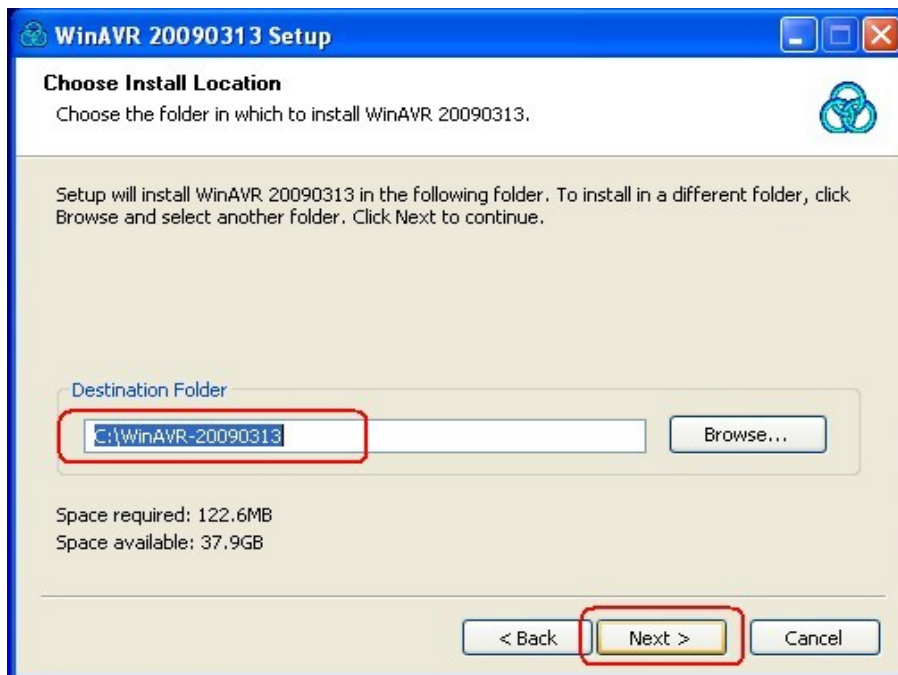 WinAVR 20090313 Setup
Choose Install Location
Choose the folder in which to install WinAVR 20090313.
Setup will install WinAVR 20090313 in the following folder. To install in a different folder, click
Browse and select another folder. Click Next to continue.
Destination Folder
C:\WinAVR-20090313
Browse...
Space required: 122.6MB
Space available: 37.9GB
< Back
Next >
Cancel